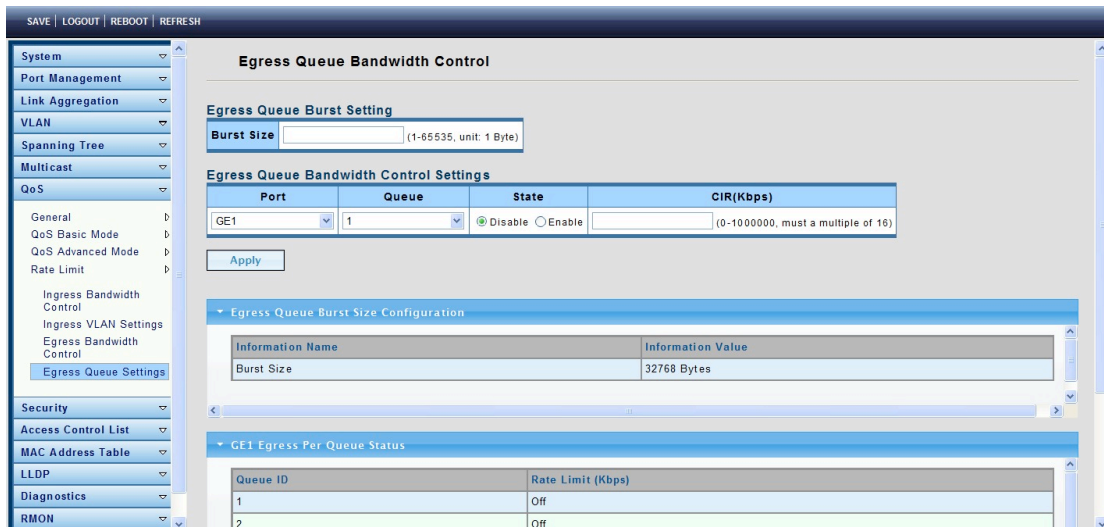 SAVE | LOGOUT | REBOOT | REFRESH
System
Port Management
Link Aggregation
VLAN
Spanning Tree
Multicast
QoS
General
QoS Basic Mode
QoS Advanced Mode
Rate Limit
Ingress Bandwidth
Control
Ingress VLAN Settings
Egress Bandwidth
Control
Egress Queue Settings
Security
Access Control List
MAC Address Table
LLDP
Diagnostics
RMON
Egress Queue Bandwidth Control
Egress Queue Burst Setting
Burst Size (1-65535, unit: 1 Byte)
Egress Queue Bandwidth Control Settings
Port Queue State CIR(Kbps)
GE1 1 Disable Enable (0-1000000, must a multiple of 16)
Apply
Egress Queue Burst Size Configuration
Information Name Information Value
Burst Size 32768 Bytes
GE1 Egress Per Queue Status
Queue ID Rate Limit (Kbps)
1 Off
2 Off